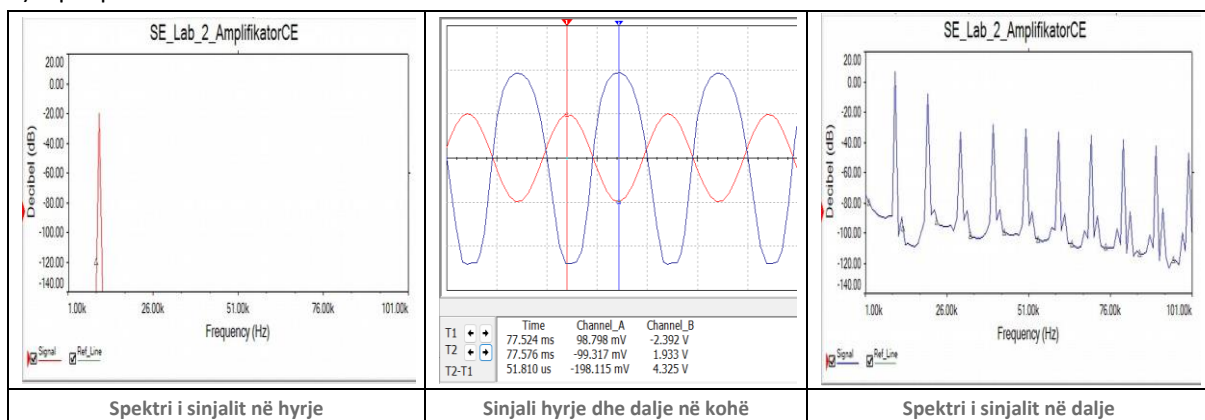 SE_Lab_2_AmplifikatorCE
20.00
0.00
-20.00
-40.00
-60.00
-80.00
-100.00
-120.00
-140.00
Decibel (dB)
1.00k 26.00k 51.00k 76.00k 101.00k
Frequency (Hz)
Signal Ref_Line
Spektri i sinjalit në hyrje
Time Channel_A Channel_B
T1 77.524 ms 98.798 mV -2.392 V
T2 77.576 ms -99.317 mV 1.933 V
T2-T1 51.810 us -198.115 mV 4.325 V
Sinjali hyrje dhe dalje në kohë
SE_Lab_2_AmplifikatorCE
20.00
0.00
-20.00
-40.00
-60.00
-80.00
-100.00
-120.00
-140.00
Decibel (dB)
1.00k 26.00k 51.00k 76.00k 101.00k
Frequency (Hz)
Signal Ref_Line
Spektri i sinjalit në dalje